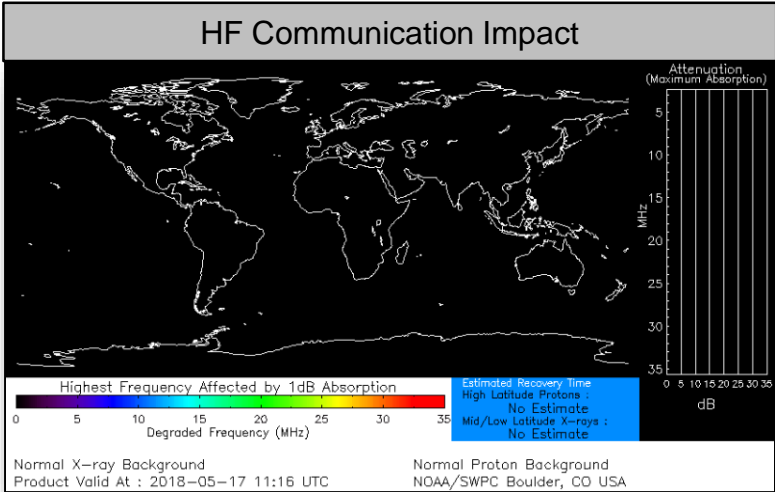 HF Communication Impact
Attenuation
(Maximum Absorption)
5
10
15
20
25
30
35
MHz
0 5 10 15 20 25 30 35
dB
Highest Frequency Affected by 1dB Absorption
0 5 10 15 20 25 30 35
Degraded Frequency (MHz)
Estimated Recovery Time
High Latitude Protons :
No Estimate
Mid/Low Latitude X-rays :
No Estimate
Normal X-ray Background
Normal Proton Background
Product Valid At : 2018-05-17 11:16 UTC
NOAA/SWPC Boulder, CO USA